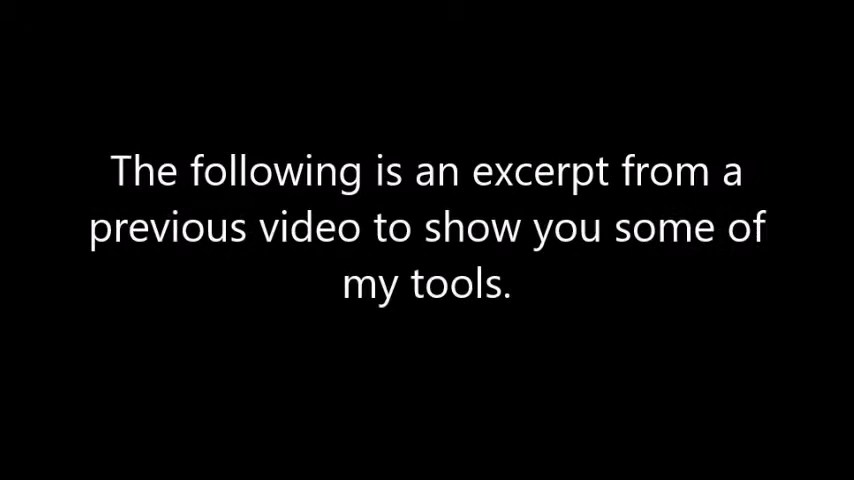 The following is an excerpt from a
previous video to show you some of
my tools.